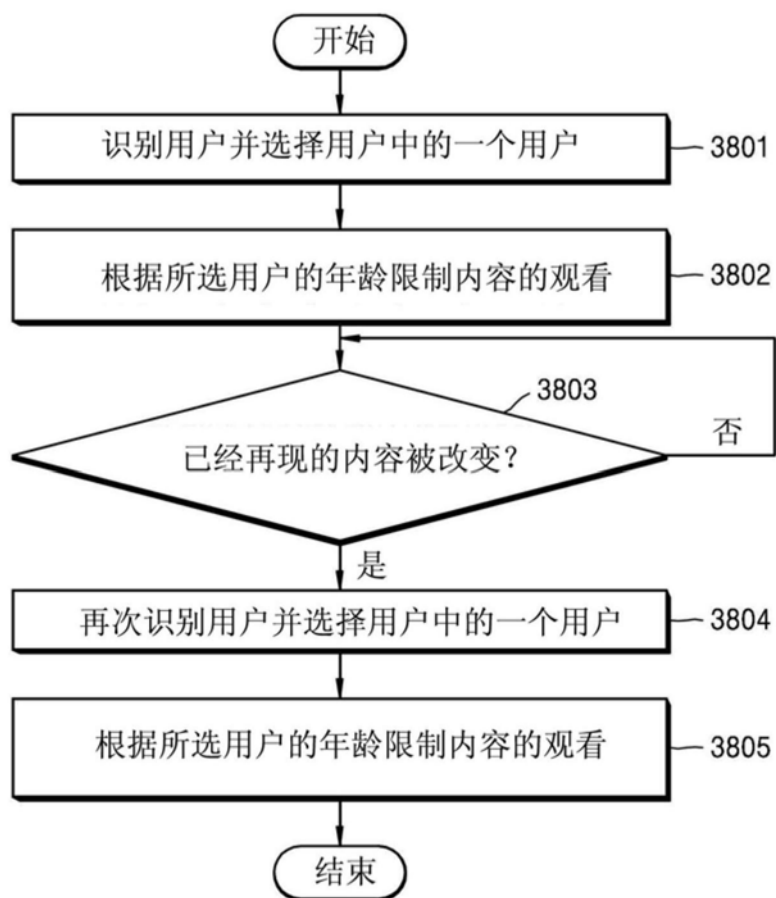 开始
识别用户并选择用户中的一个用户
3801
根据所选用户的年龄限制内容的观看
3802
3803
已经再现的内容被改变?
否
是
再次识别用户并选择用户中的一个用户
3804
根据所选用户的年龄限制内容的观看
3805
结束